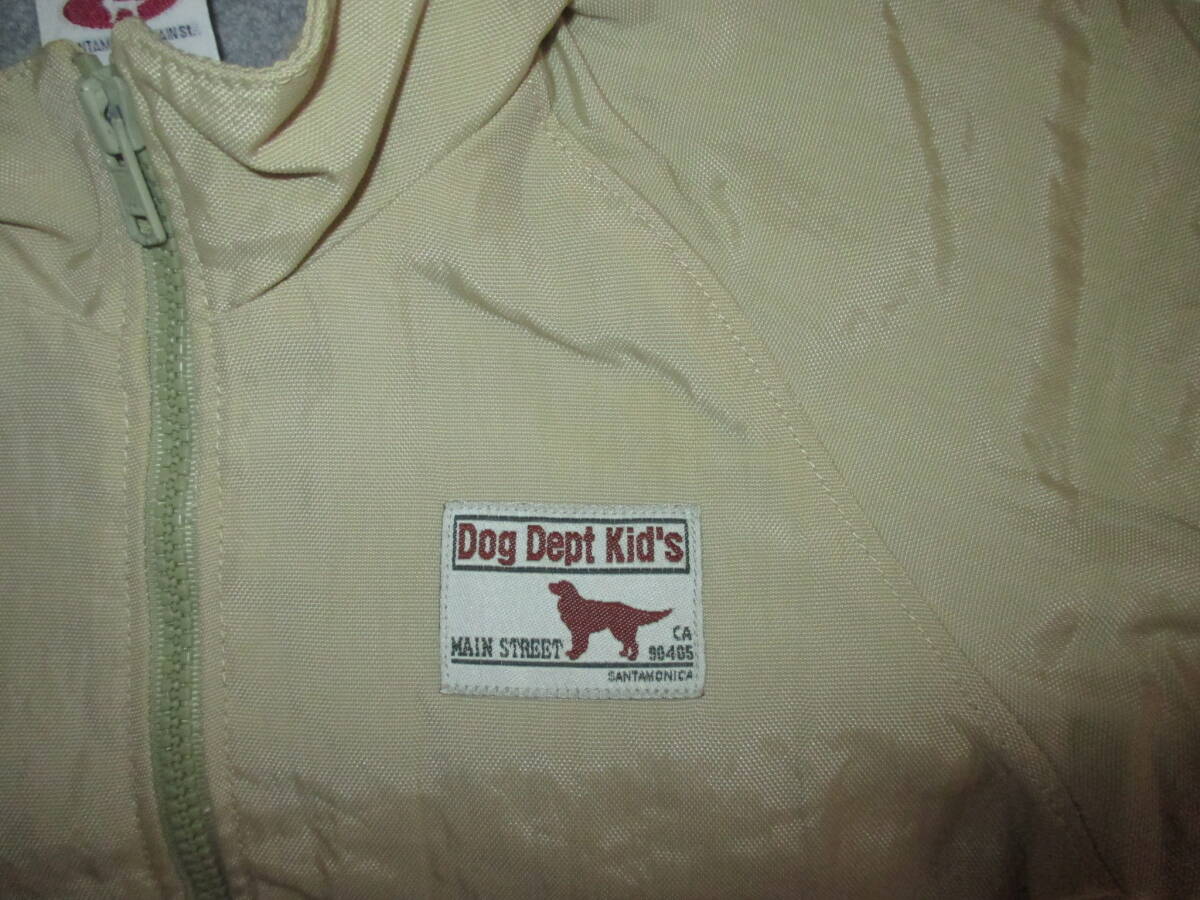 Dog Dept Kid's
MAIN STREET
CA
90405
SANTAMONICA